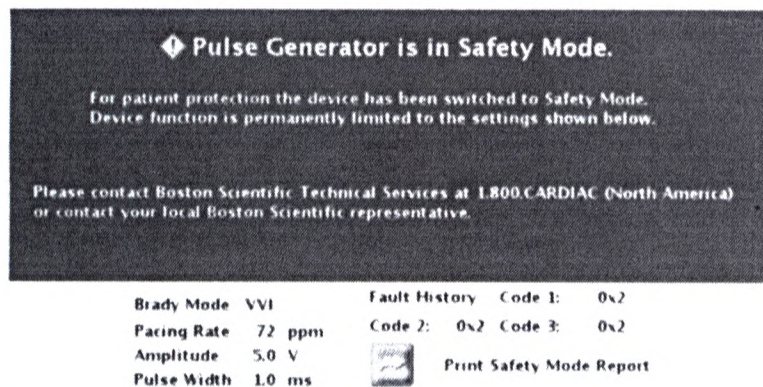 Pulse Generator is in Safety Mode.
For patient protection the device has been switched to Safety Mode.
Device function is permanently limited to the settings shown below.
Please contact Boston Scientific Technical Services at 1.800.CARDIAC (North America)
or contact your local Boston Scientific representative.
Brady Mode VVI
Pacing Rate 72 ppm
Amplitude 5.0 V
Pulse Width 1.0 ms
Fault History Code 1: 0x2
Code 2: 0x2 Code 3: 0x2
Print Safety Mode Report